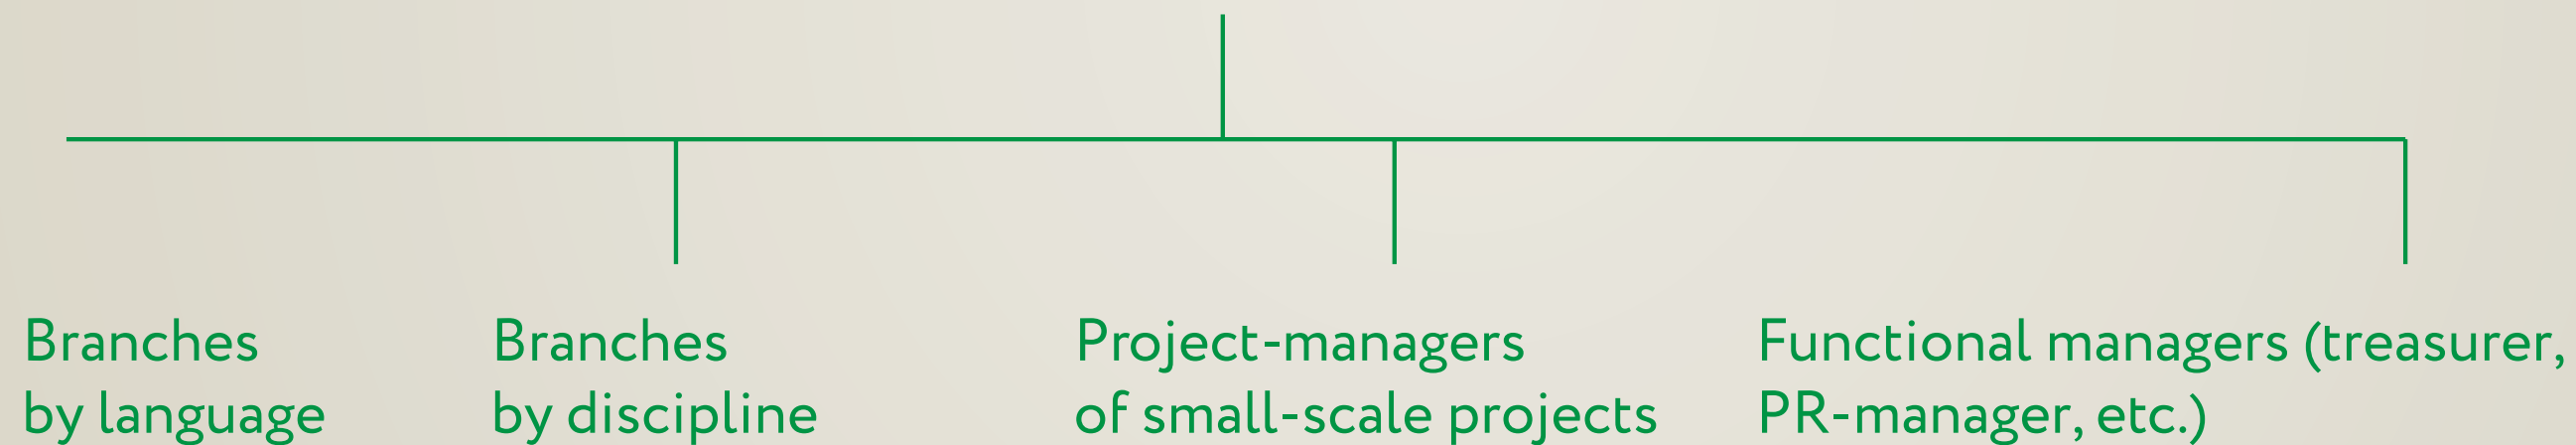 Branches
by language
Branches
by discipline
Project-managers
of small-scale projects
Functional managers (treasurer,
PR-manager, etc.)